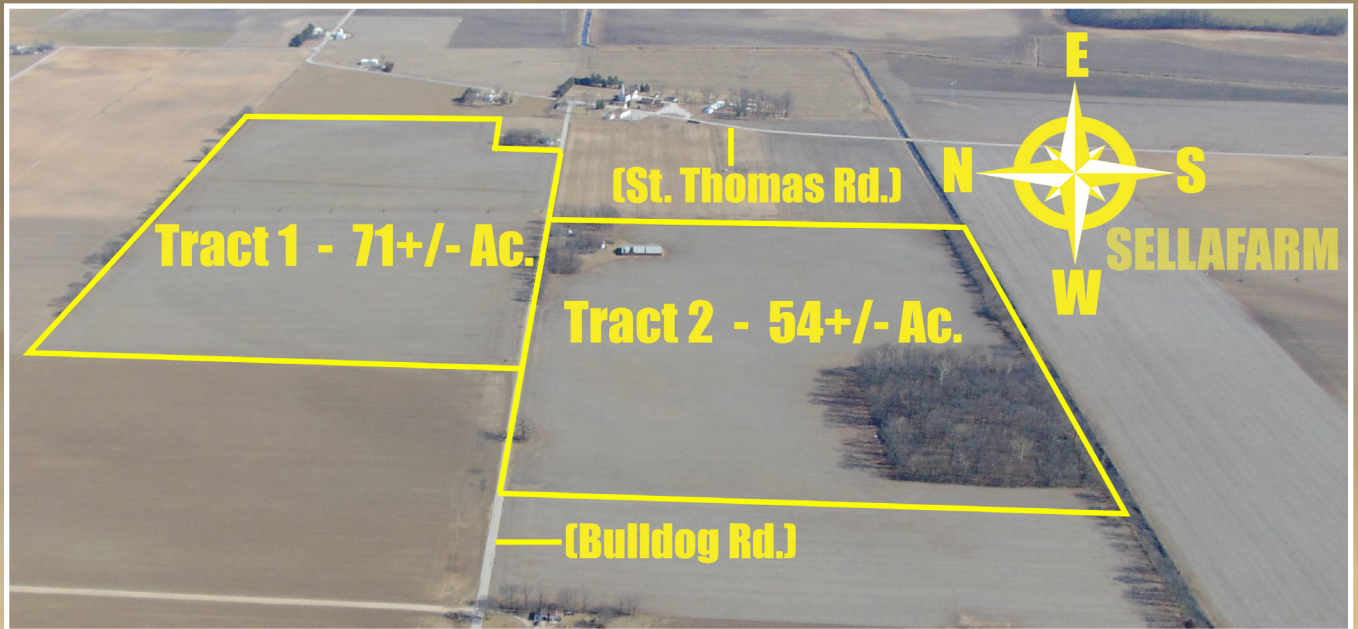 E
N
S
(St. Thomas Rd.)
Tract 1 - 71+/- Ac.
SELLAFARM
W
Tract 2 - 54+/- Ac.
(Bulldog Rd.)